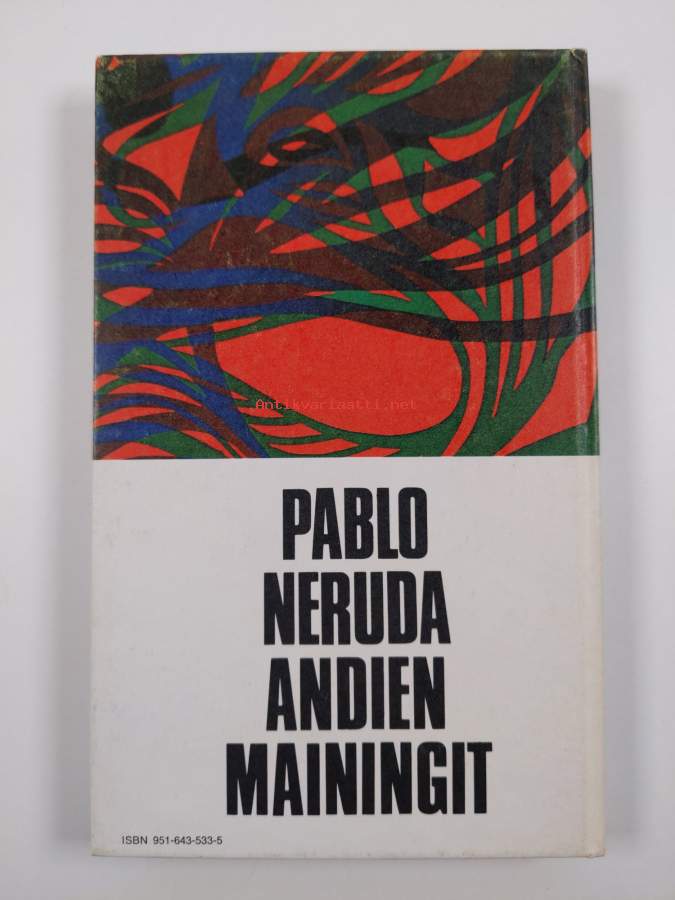 Antikvariaatti.net
PABLO
NERUDA
ANDIEN
MAININGIT
ISBN 951-643-533-5